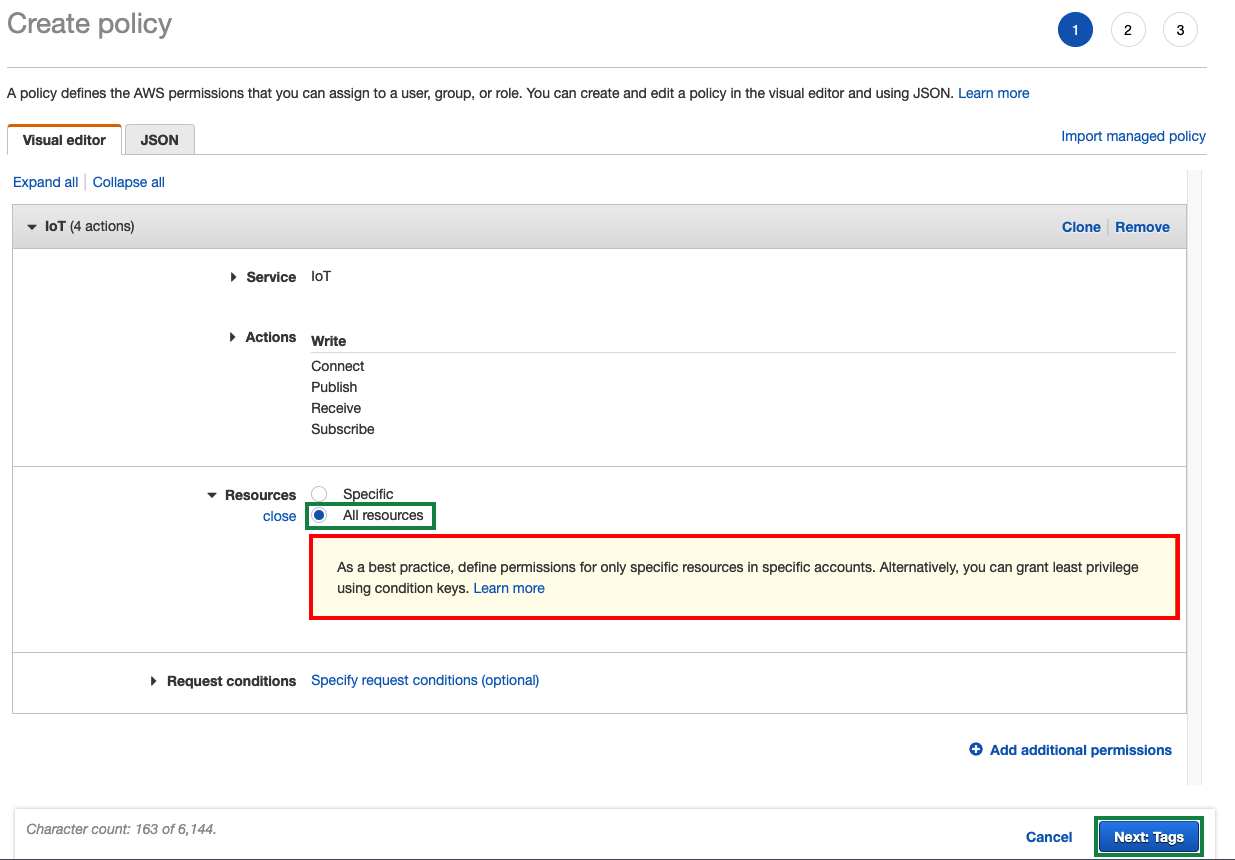 Create policy
1 2 3
A policy defines the AWS permissions that you can assign to a user, group, or role. You can create and edit a policy in the visual editor and using JSON. Learn more
Visual editor JSON
Import managed policy
Expand all Collapse all
IoT (4 actions) Clone Remove
Service IoT
Actions Write
Connect
Publish
Receive
Subscribe
Resources Specific
close All resources
As a best practice, define permissions for only specific resources in specific accounts. Alternatively, you can grant least privilege
using condition keys. Learn more
Request conditions Specify request conditions (optional)
Add additional permissions
Character count: 163 of 6,144.
Cancel Next: Tags